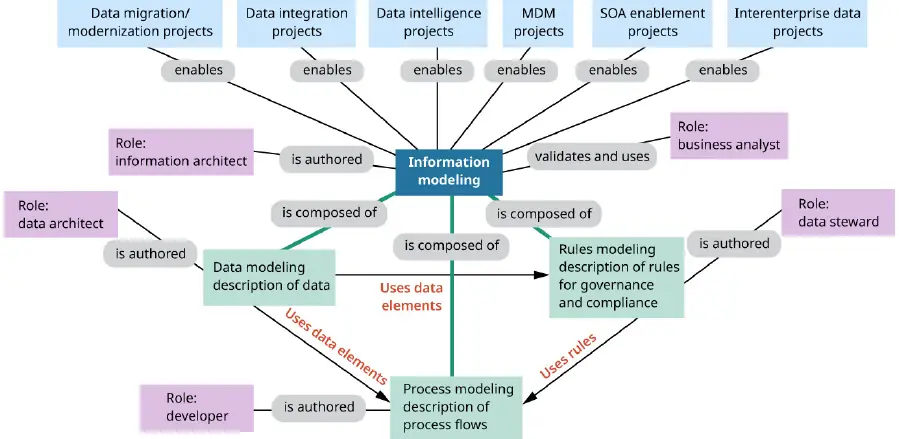 Data migration/
modernization projects
Data integration
projects
Data intelligence
projects
MDM
projects
SOA enablement
projects
Interenterprise data
projects
enables
enables
enables
enables
enables
enables
Role:
information architect
is authored
Information
modeling
validates and uses
Role:
business analyst
Role:
data architect
is composed of
is composed of
Role:
data steward
is authored
is composed of
is authored
Data modeling
description of data
Uses data
elements
Rules modeling
description of rules
for governance
and compliance
Uses data elements
Uses rules
Process modeling
description of
process flows
Role:
developer
is authored